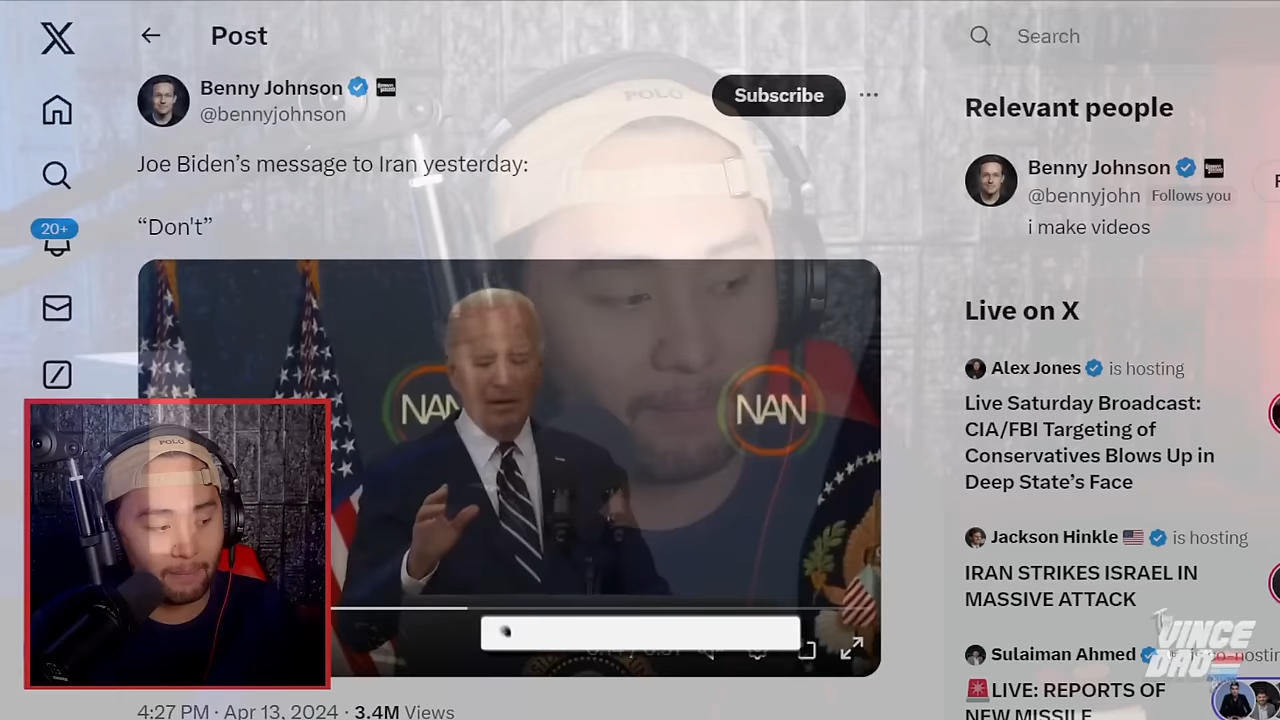 Post
Search
Benny Johnson
@bennyjohnson
Subscribe
Joe Biden’s message to Iran yesterday:
“Don't”
20+
POLO
NAN
NAN
POLO
4:27 PM · Apr 13, 2024 · 3.4M Views
Relevant people
Benny Johnson
@bennyjohn Follows you
i make videos
Live on X
Alex Jones is hosting
Live Saturday Broadcast:
CIA/FBI Targeting of
Conservatives Blows Up in
Deep State’s Face
Jackson Hinkle is hosting
IRAN STRIKES ISRAEL IN
MASSIVE ATTACK
Sulaiman Ahmed
LIVE: REPORTS OF
NEW MISSILE
VINCE
DAO